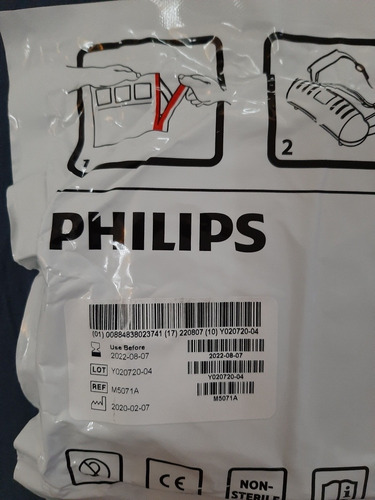 1
2
PHILIPS
(01) 00884838023741 (17) 220807 (10) Y020720-04
Use Before
2022-08-07
2022-08-07
LOT Y020720-04
Y020720-04
REF M5071A
M5071A
2020-02-07
CE
NON-
STERILE
i